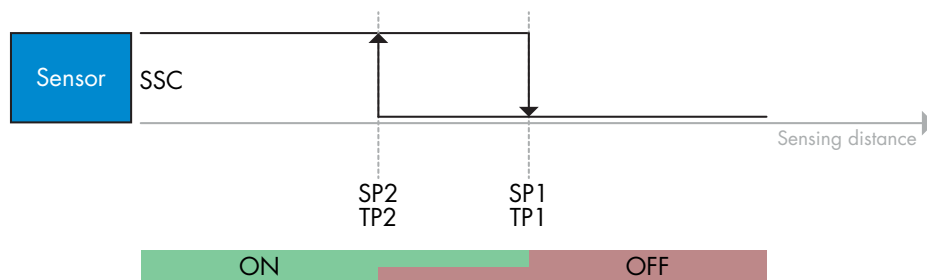 Sensor
SSC
Sensing distance
SP2
TP2
SP1
TP1
ON
OFF